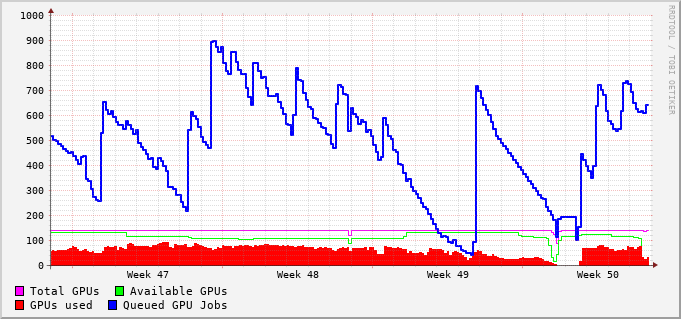 1000
900
800
700
600
500
400
300
200
100
0
Week 47 Week 48 Week 49 Week 50
Total GPUs Available GPUs
GPUs used Queued GPU Jobs
RRDTOOL / TOBI OETIKER